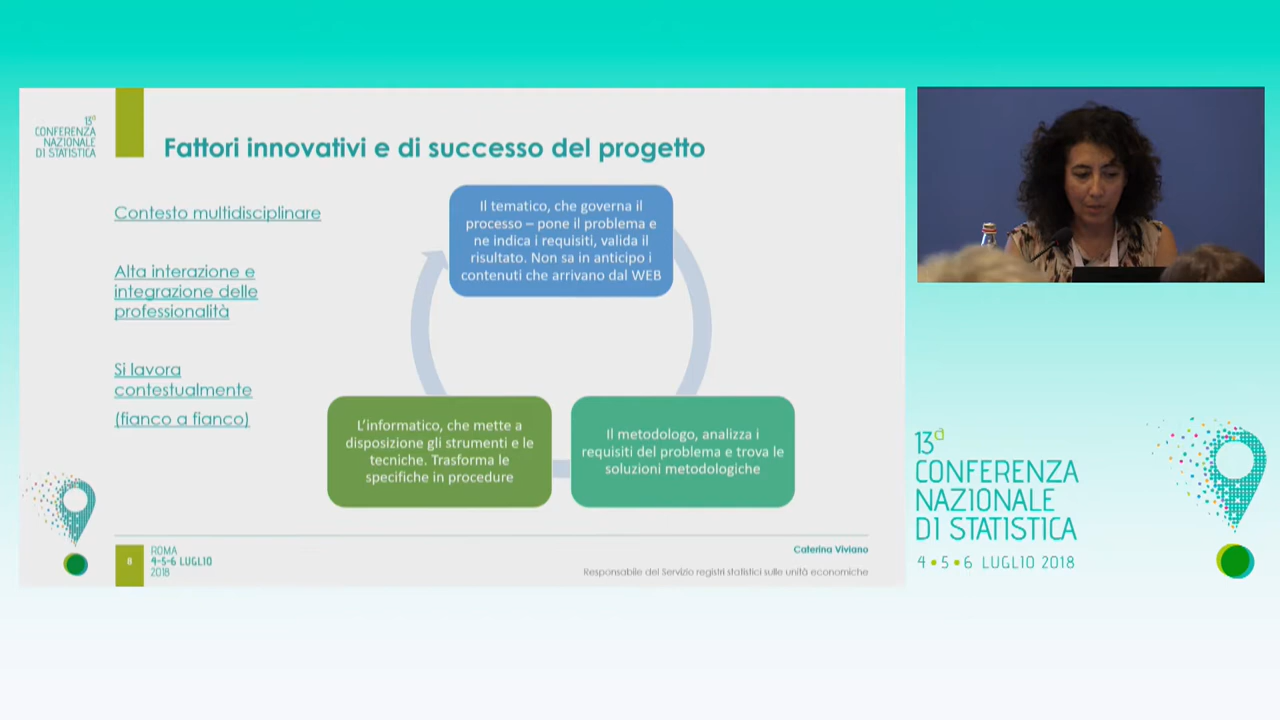 13a
CONFERENZA
NAZIONALE
DI STATISTICA
Fattori innovativi e di successo del progetto
Contesto multidisciplinare
Alta interazione e
integrazione delle
professionalità
Si lavora
contestualmente
(fianco a fianco)
Il tematico, che governa il
processo – pone il problema e
ne indica i requisiti, valida il
risultato. Non sa in anticipo i
contenuti che arrivano dal WEB
L'informatico, che mette a
disposizione gli strumenti e le
tecniche. Trasforma le
specifiche in procedure
Il metodologo, analizza i
requisiti del problema e trova le
soluzioni metodologiche
8
ROMA
4-5-6 LUGLIO
2018
Caterina Viviano
Responsabile del Servizio registri statistici sulle unità economiche
13a
CONFERENZA
NAZIONALE
DI STATISTICA
4 • 5 • 6 LUGLIO 2018